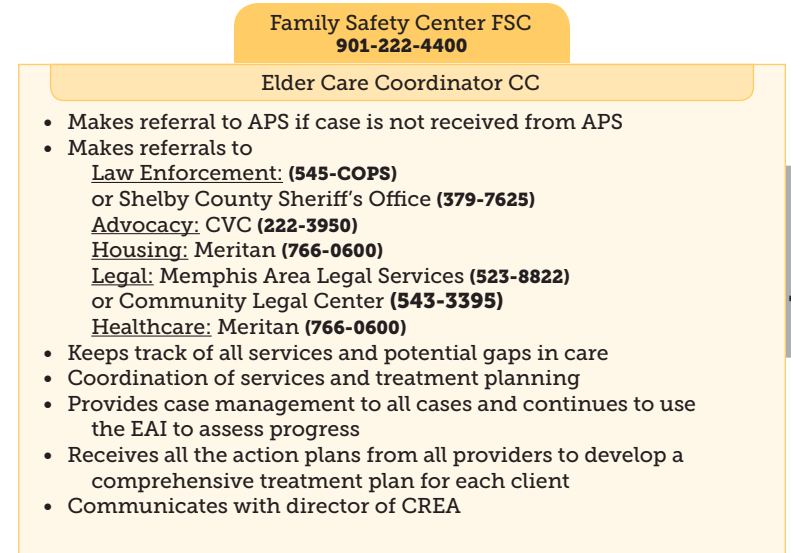 Family Safety Center FSC
901-222-4400
Elder Care Coordinator CC
• Makes referral to APS if case is not received from APS
• Makes referrals to
Law Enforcement: (545-COPS)
or Shelby County Sheriff's Office (379-7625)
Advocacy: CVC (222-3950)
Housing: Meritan (766-0600)
Legal: Memphis Area Legal Services (523-8822)
or Community Legal Center (543-3395)
Healthcare: Meritan (766-0600)
• Keeps track of all services and potential gaps in care
• Coordination of services and treatment planning
• Provides case management to all cases and continues to use
the EAI to assess progress
• Receives all the action plans from all providers to develop a
comprehensive treatment plan for each client
• Communicates with director of CREA